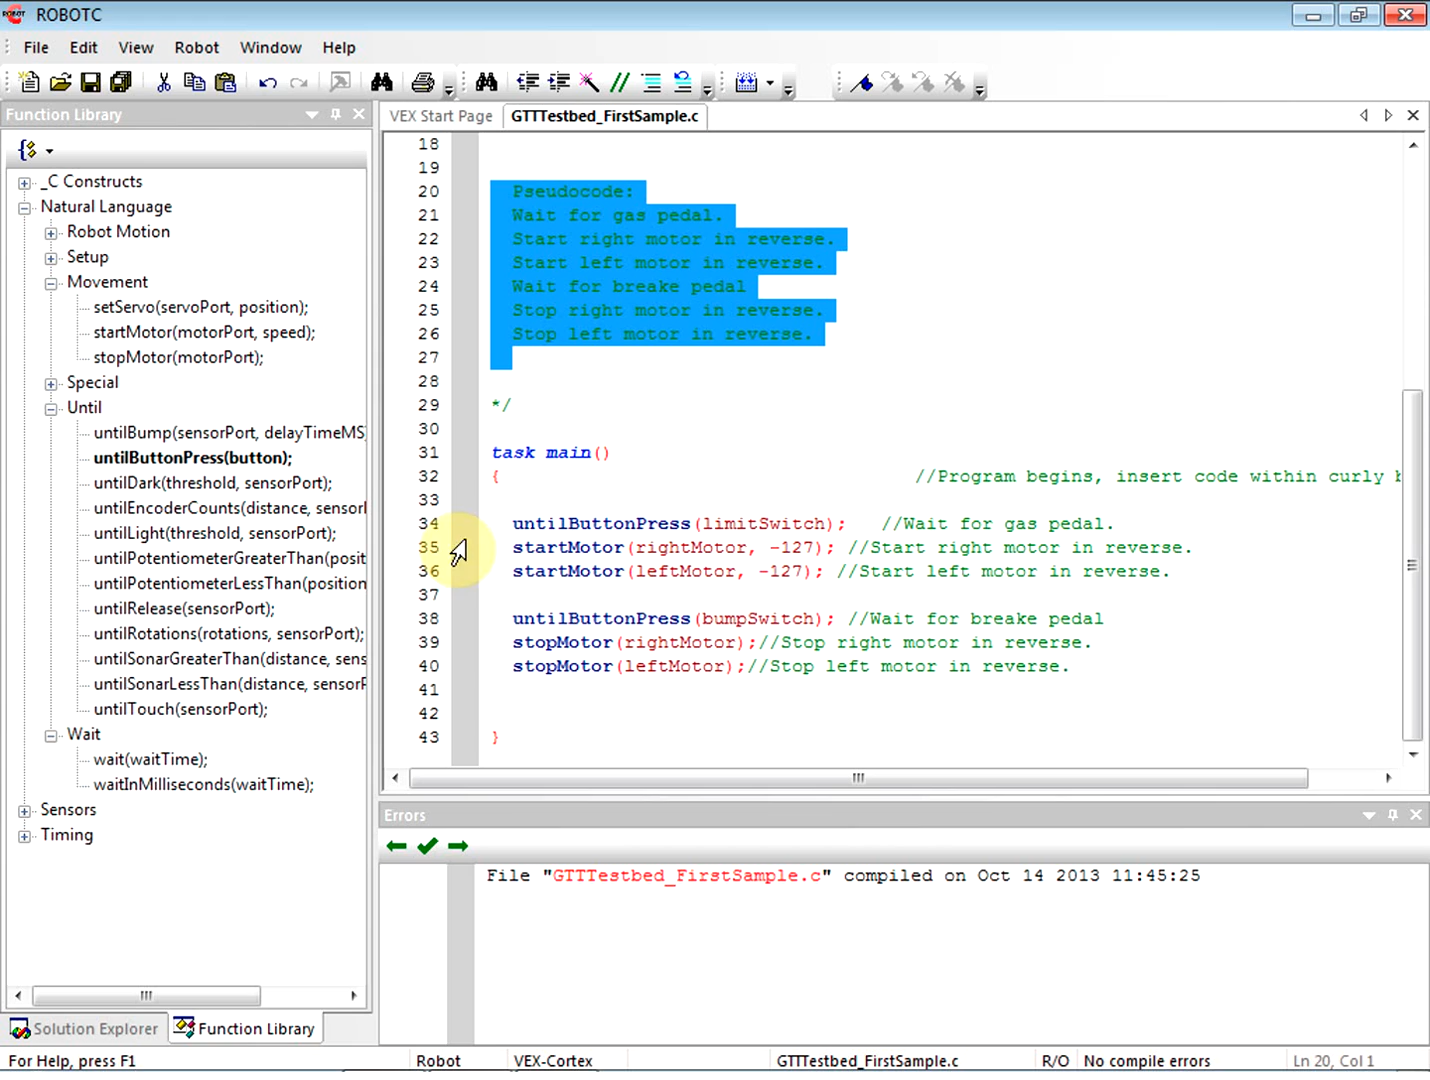 ROBOTC
File Edit View Robot Window Help
Function Library
VEX Start Page GTTTestbed_FirstSample.c
_C Constructs
Natural Language
Robot Motion
Setup
Movement
setServo(servoPort, position);
startMotor(motorPort, speed);
stopMotor(motorPort);
Special
Until
untilBump(sensorPort, delayTimeMS)
untilButtonPress(button);
untilDark(threshold, sensorPort);
untilEncoderCounts(distance, sensorl
untilLight(threshold, sensorPort);
untilPotentiometerGreaterThan(posit
untilPotentiometerLessThan(position
untilRelease(sensorPort);
untilRotations(rotations, sensorPort);
untilSonarGreaterThan(distance, sens
untilSonarLessThan(distance, sensorP
untilTouch(sensorPort);
Wait
wait(waitTime);
waitInMilliseconds(waitTime);
Sensors
Timing
Solution Explorer Function Library
18
19
20 Pseudocode:
21 Wait for gas pedal.
22 Start right motor in reverse.
23 Start left motor in reverse.
24 Wait for breake pedal
25 Stop right motor in reverse.
26 Stop left motor in reverse.
27
28
29 */
30
31 task main()
32 { //Program begins, insert code within curly b
33
34 untilButtonPress(limitSwitch); //Wait for gas pedal.
35 startMotor(rightMotor, -127); //Start right motor in reverse.
36 startMotor(leftMotor, -127); //Start left motor in reverse.
37
38 untilButtonPress(bumpSwitch); //Wait for breake pedal
39 stopMotor(rightMotor);//Stop right motor in reverse.
40 stopMotor(leftMotor);//Stop left motor in reverse.
41
42
43 }
Errors
File "GTTTestbed_FirstSample.c" compiled on Oct 14 2013 11:45:25
For Help, press F1 Robot VEX-Cortex GTTTestbed_FirstSample.c R/O No compile errors Ln 20, Col 1